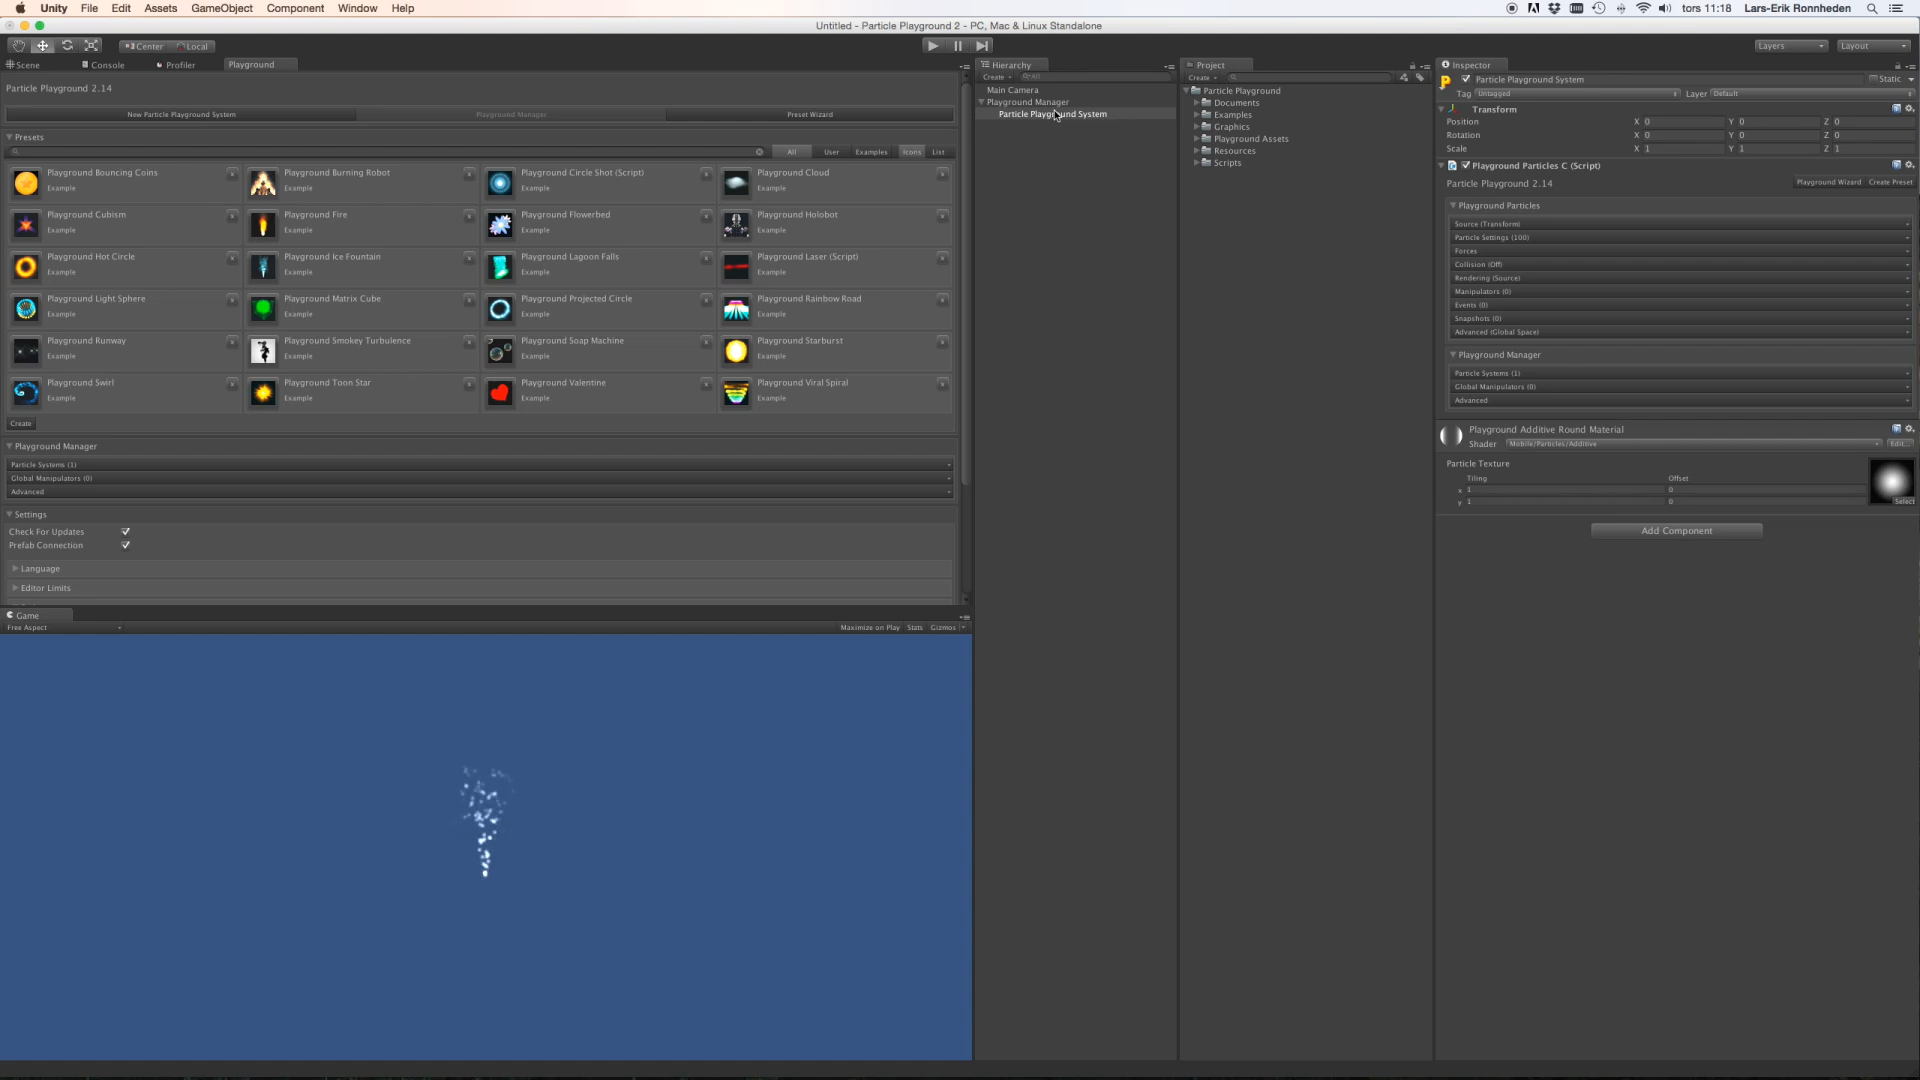 Unity File Edit Assets GameObject Component Window Help
tors 11:18 Lars-Erik Ronnheden
Untitled - Particle Playground 2 - PC, Mac & Linux Standalone
Center Local
Layers Layout
Scene Console Profiler Playground
Particle Playground 2.14
New Particle Playground System Playground Manager Preset Wizard
Presets
All User Examples Icons List
Playground Bouncing Coins Playground Burning Robot Playground Circle Shot (Script) Playground Cloud
Example Example Example Example
Playground Cubism Playground Fire Playground Flowerbed Playground Holobot
Example Example Example Example
Playground Hot Circle Playground Ice Fountain Playground Lagoon Falls Playground Laser (Script)
Example Example Example Example
Playground Light Sphere Playground Matrix Cube Playground Projected Circle Playground Rainbow Road
Example Example Example Example
Playground Runway Playground Smokey Turbulence Playground Soap Machine Playground Starburst
Example Example Example Example
Playground Swirl Playground Toon Star Playground Valentine Playground Viral Spiral
Example Example Example Example
Create
Playground Manager
Particle Systems (1)
Global Manipulators (0)
Advanced
Settings
Check For Updates
Prefab Connection
Language
Editor Limits
Game
Free Aspect
Maximize on Play Stats Gizmos
Hierarchy
Create All
Main Camera
Playground Manager
Particle Playground System
Project
Create
Particle Playground
Documents
Examples
Graphics
Playground Assets
Resources
Scripts
Inspector
Particle Playground System Static
Tag Untagged Layer Default
Transform
Position X 0 Y 0 Z 0
Rotation X 0 Y 0 Z 0
Scale X 1 Y 1 Z 1
Playground Particles C (Script)
Particle Playground 2.14 Playground Wizard Create Preset
Playground Particles
Source (Transform)
Particle Settings (100)
Forces
Collision (Off)
Rendering (Source)
Manipulators (0)
Events (0)
Snapshots (0)
Advanced (Global Space)
Playground Manager
Particle Systems (1)
Global Manipulators (0)
Advanced
Playground Additive Round Material
Shader Mobile/Particles/Additive Edit...
Particle Texture
Tiling Offset
x 1 0
y 1 0
Select
Add Component